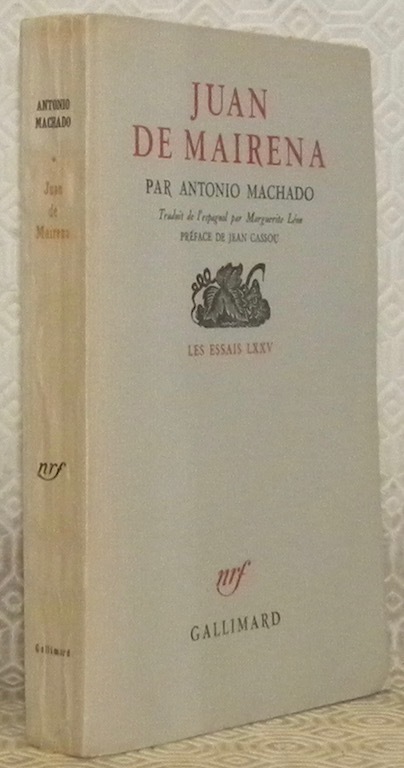 ANTONIO
MACHADO
Juan
de
Mairena
nrf
Gallimard
JUAN
DE MAIRENA
PAR ANTONIO MACHADO
Traduit de l'espagnol par Marguerite Léon
PRÉFACE DE JEAN CASSOU
LES ESSAIS LXXV
nrf
GALLIMARD